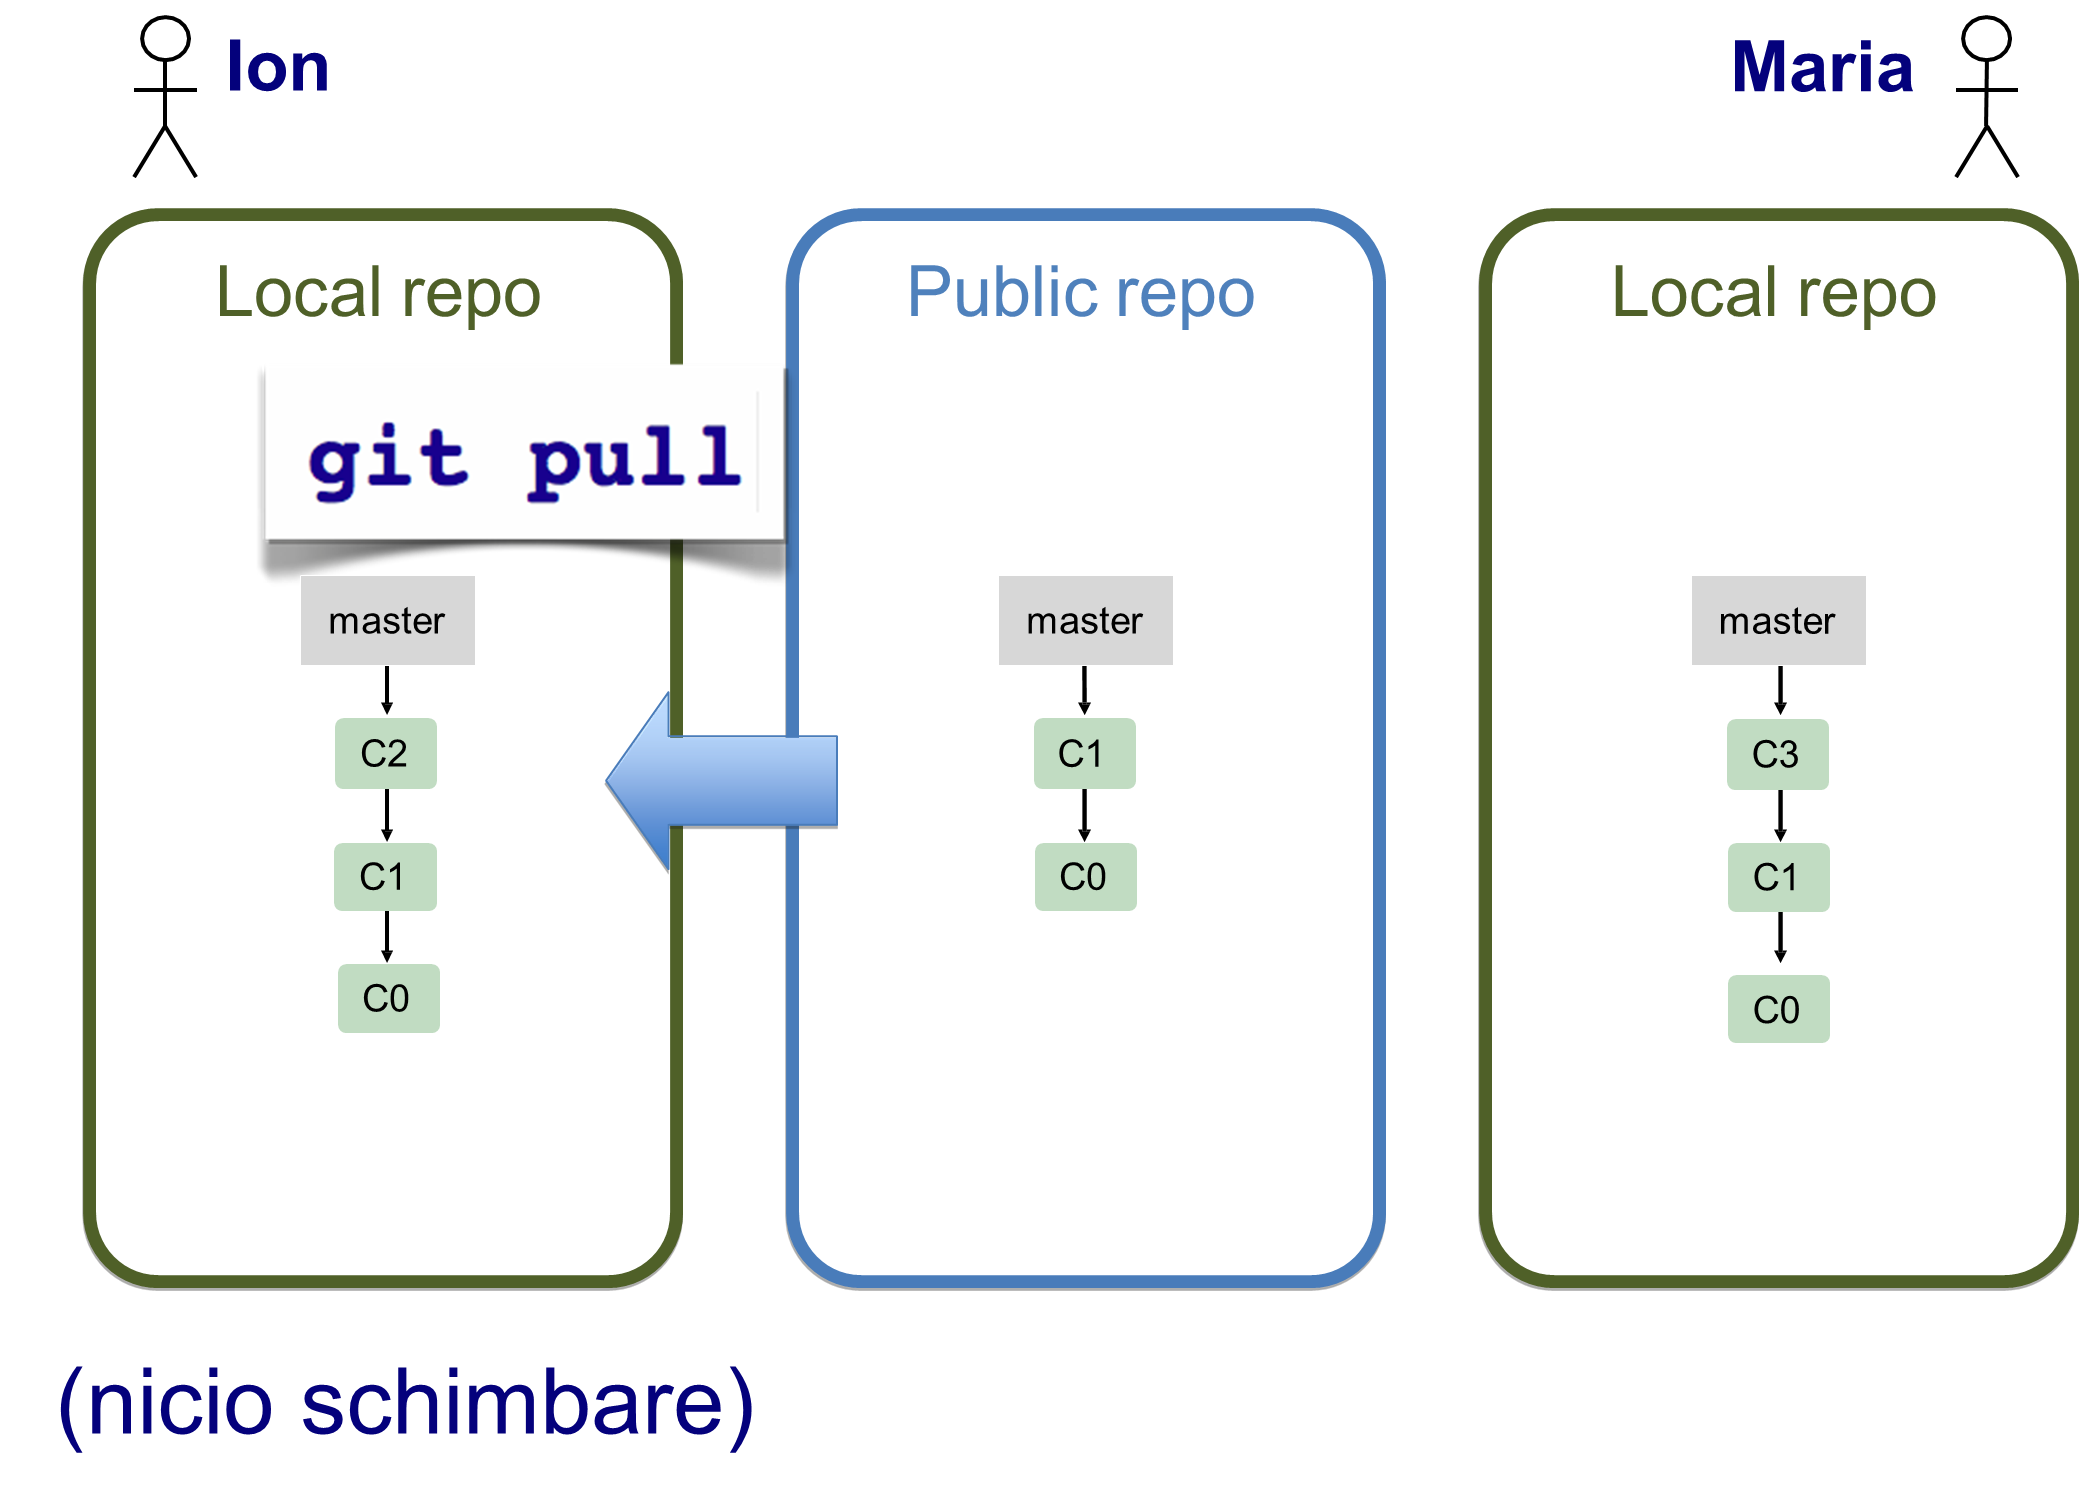 Ion
Maria
Local repo
Public repo
Local repo
git pull
master
C2
C1
C0
master
C1
C0
master
C3
C1
C0
(nicio schimbare)